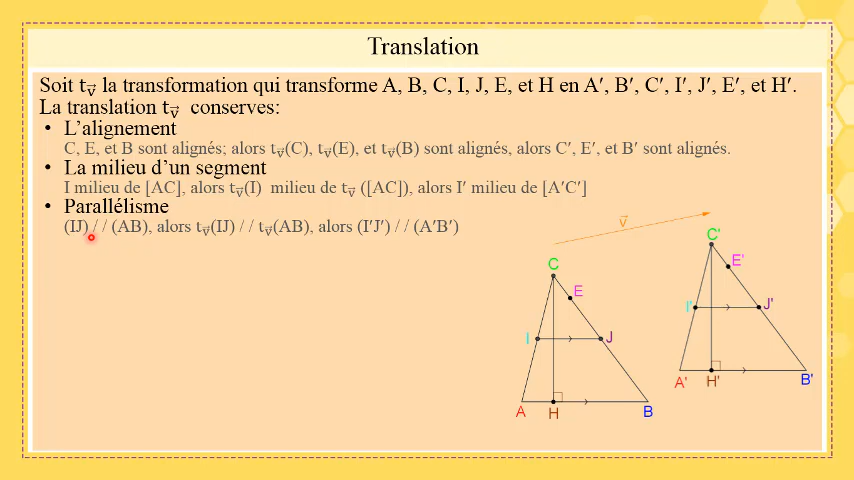 Translation
Soit t_v⃗ la transformation qui transforme A, B, C, I, J, E, et H en A′, B′, C′, I′, J′, E′, et H′.
La translation t_v⃗ conserves:
• L’alignement
C, E, et B sont alignés; alors t_v⃗(C), t_v⃗(E), et t_v⃗(B) sont alignés, alors C′, E′, et B′ sont alignés.
• La milieu d’un segment
I milieu de [AC], alors t_v⃗(I) milieu de t_v⃗ ([AC]), alors I′ milieu de [A′C′]
• Parallélisme
(IJ) // (AB), alors t_v⃗(IJ) // t_v⃗(AB), alors (I′J′) // (A′B′)
v⃗
C
E
I
J
A
H
B
C'
E'
I'
J'
A'
H'
B'